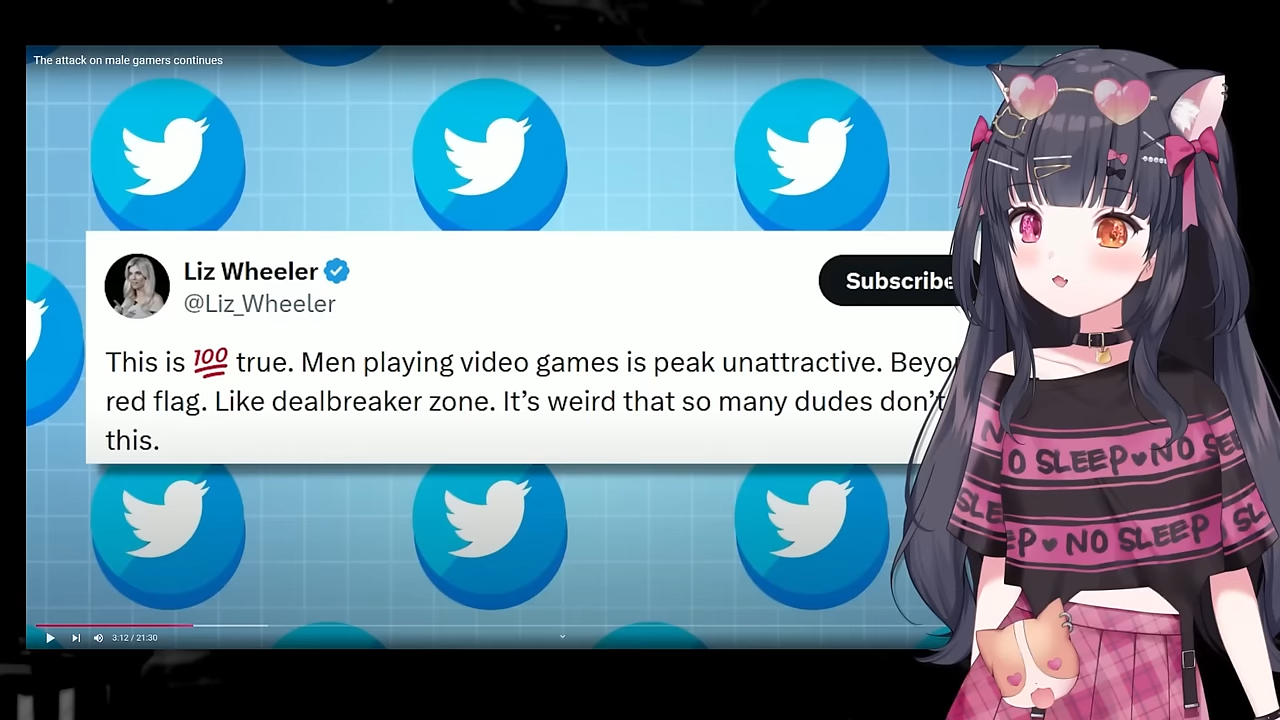 The attack on male gamers continues
Liz Wheeler
@Liz_Wheeler
Subscribe
This is 💯 true. Men playing video games is peak unattractive.
red flag. Like dealbreaker zone. It's weird that so many dudes don't
this.
NO SLEEP♥NO
NO SLEEP
3:12 / 21:30